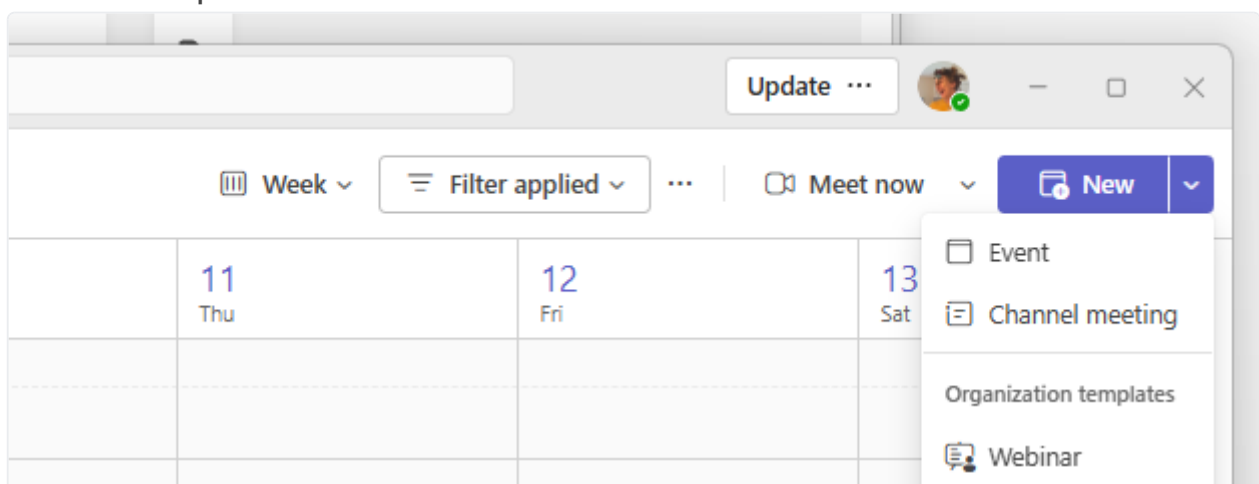 Update ...
Week Filter applied ... Meet now New
11 12 13
Thu Fri Sat
Event
Channel meeting
Organization templates
Webinar